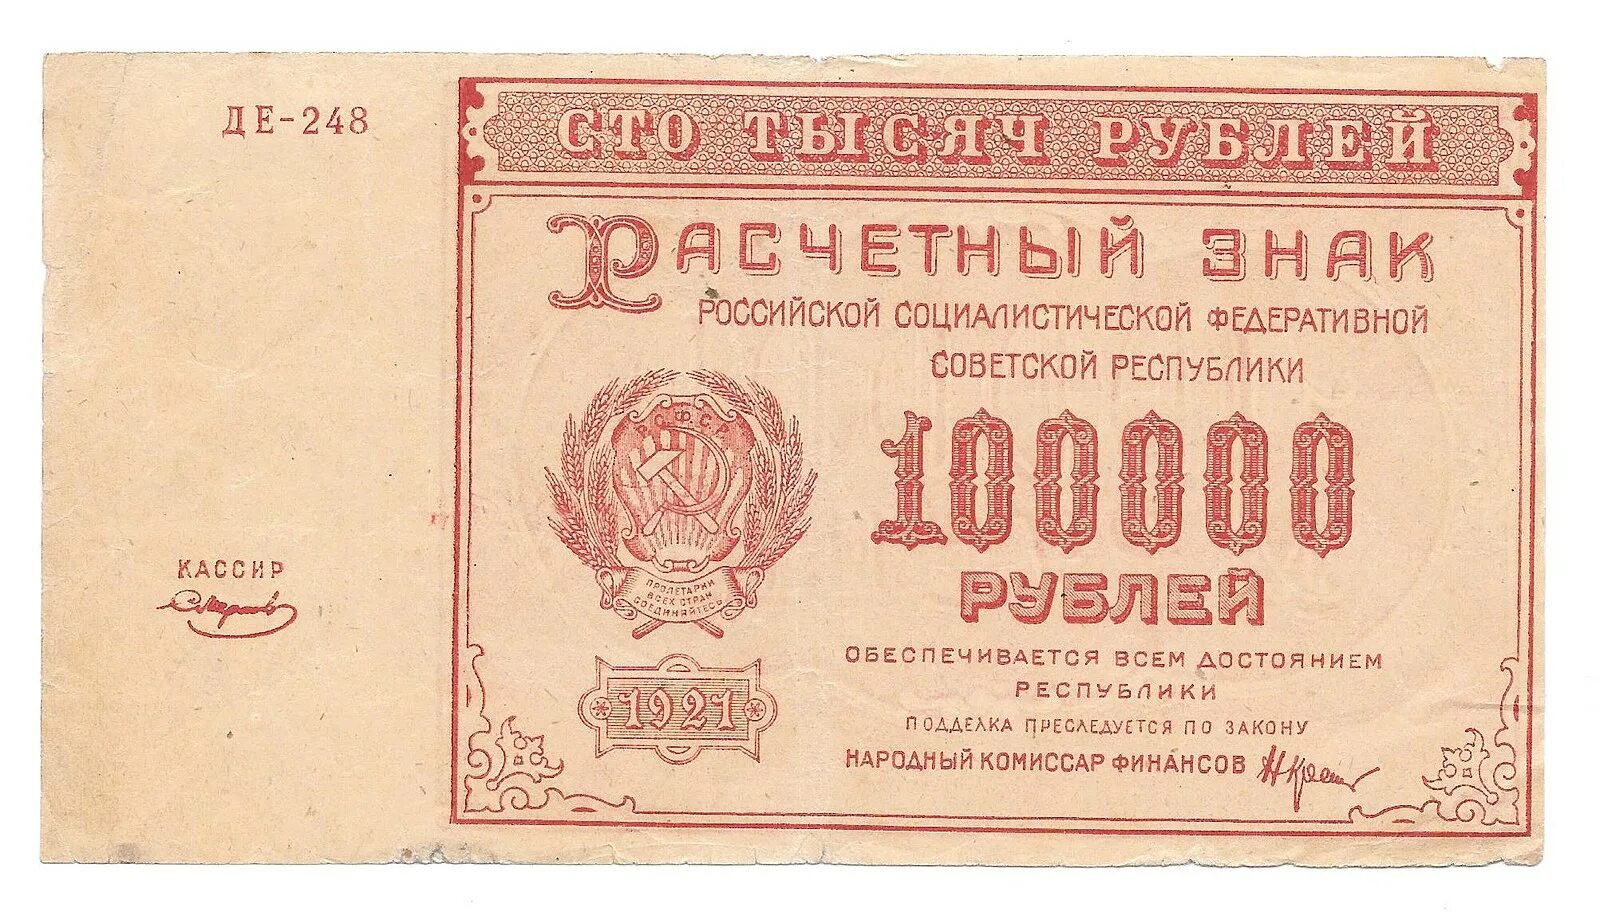 ДЕ-248
СТО ТЫСЯЧ РУБЛЕЙ
РАСЧЕТНЫЙ ЗНАК
РОССИЙСКОЙ СОЦИАЛИСТИЧЕСКОЙ ФЕДЕРАТИВНОЙ
СОВЕТСКОЙ РЕСПУБЛИКИ
Р.С.Ф.С.Р.
100000
РУБЛЕЙ
КАССИР
ПРОЛЕТАРИИ
ВСЕХ СТРАН
СОЕДИНЯЙТЕСЬ
1921
ОБЕСПЕЧИВАЕТСЯ ВСЕМ ДОСТОЯНИЕМ
РЕСПУБЛИКИ
ПОДДЕЛКА ПРЕСЛЕДУЕТСЯ ПО ЗАКОНУ
НАРОДНЫЙ КОМИССАР ФИНАНСОВ